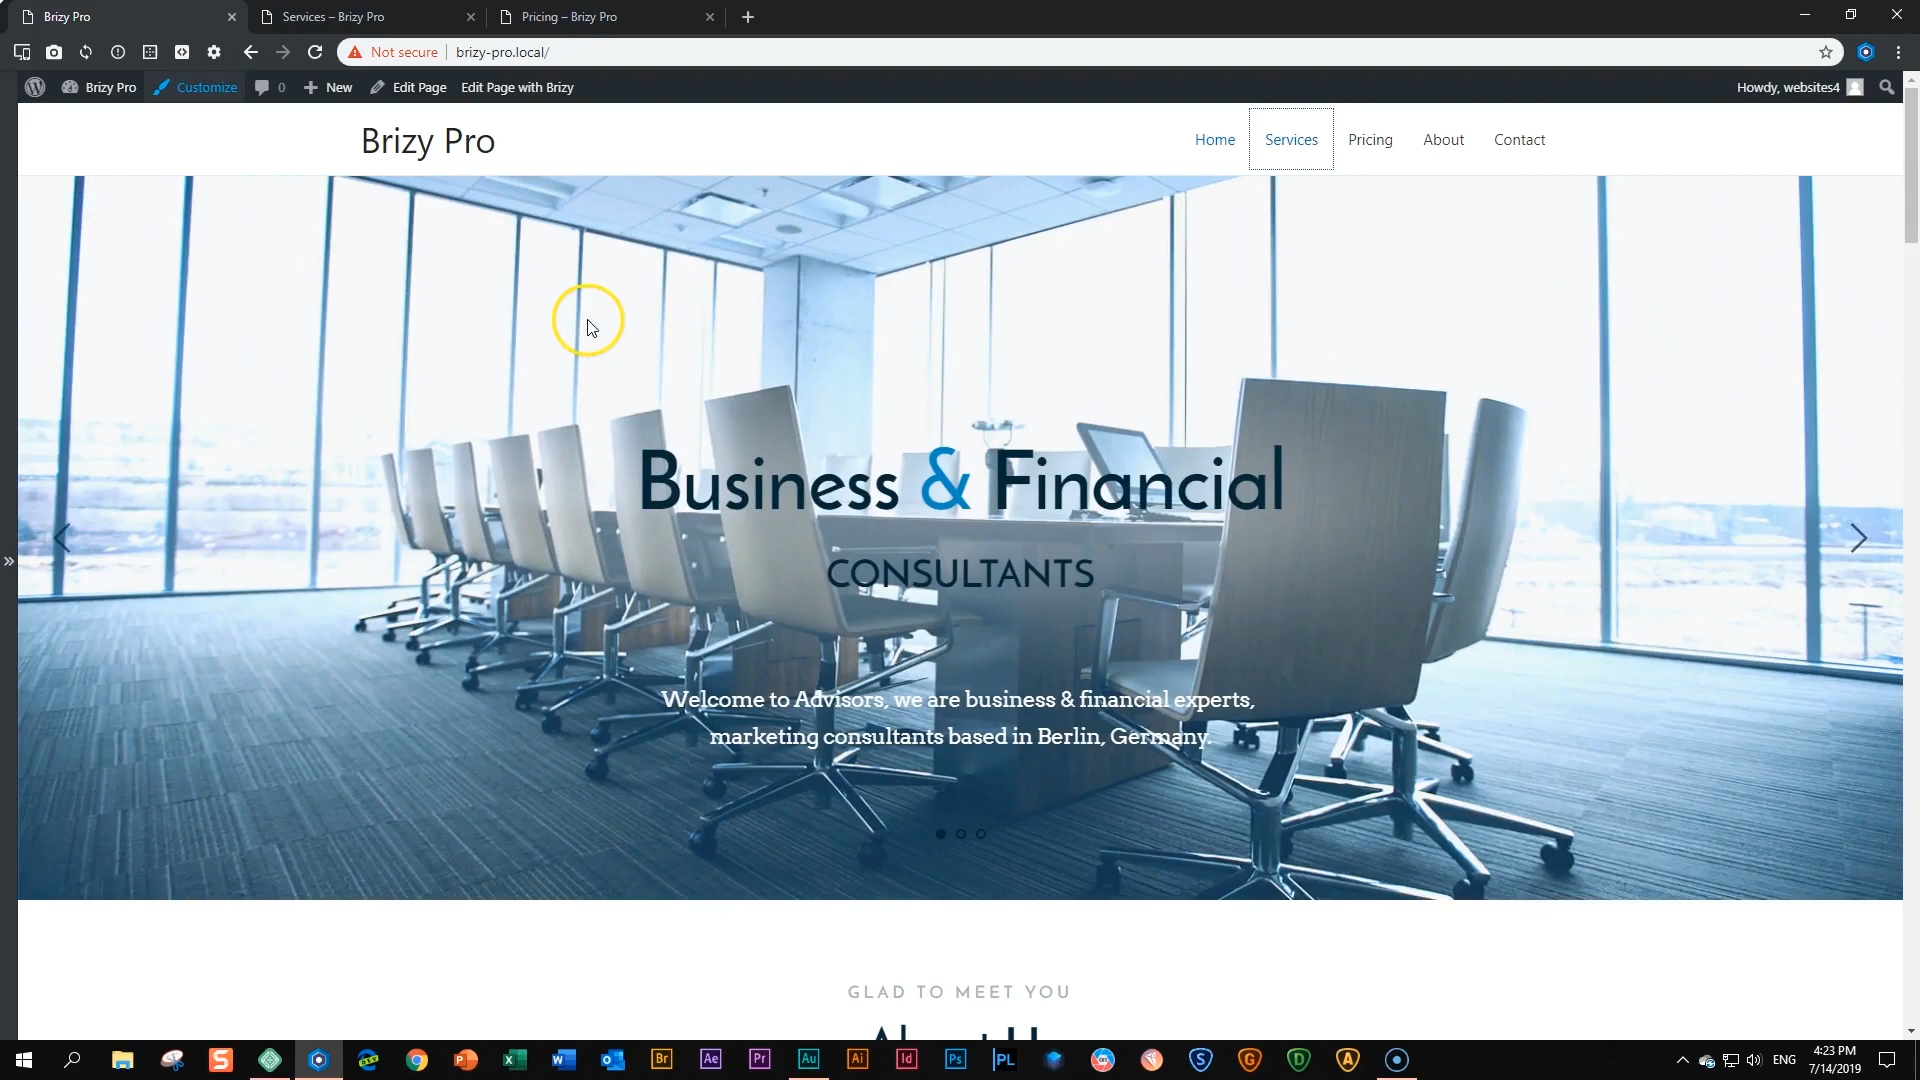 Brizy Pro
Services – Brizy Pro
Pricing – Brizy Pro
Not secure
brizy-pro.local/
Brizy Pro
Customize
0
New
Edit Page
Edit Page with Brizy
Howdy, websites4
Brizy Pro
Home
Services
Pricing
About
Contact
Business & Financial
CONSULTANTS
Welcome to Advisors, we are business & financial experts,
marketing consultants based in Berlin, Germany.
GLAD TO MEET YOU
ENG
4:23 PM
7/14/2019